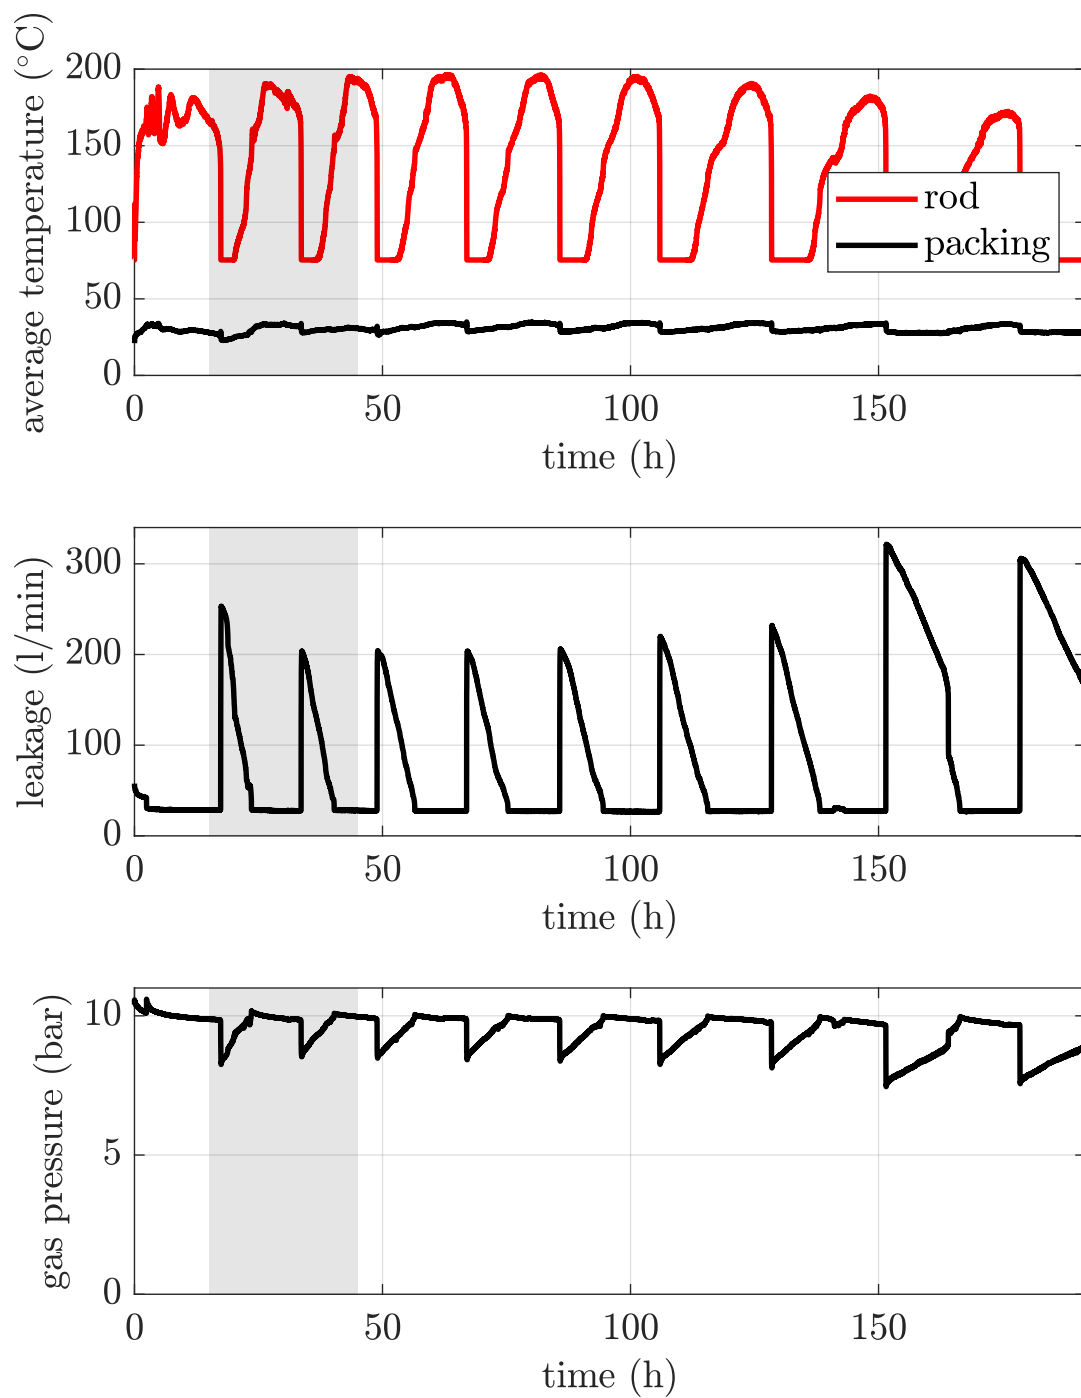 average temperature (°C)
200
150
100
50
0
rod
packing
0 50 100 150
time (h)
leakage (l/min)
300
200
100
0
0 50 100 150
time (h)
gas pressure (bar)
10
5
0
0 50 100 150
time (h)